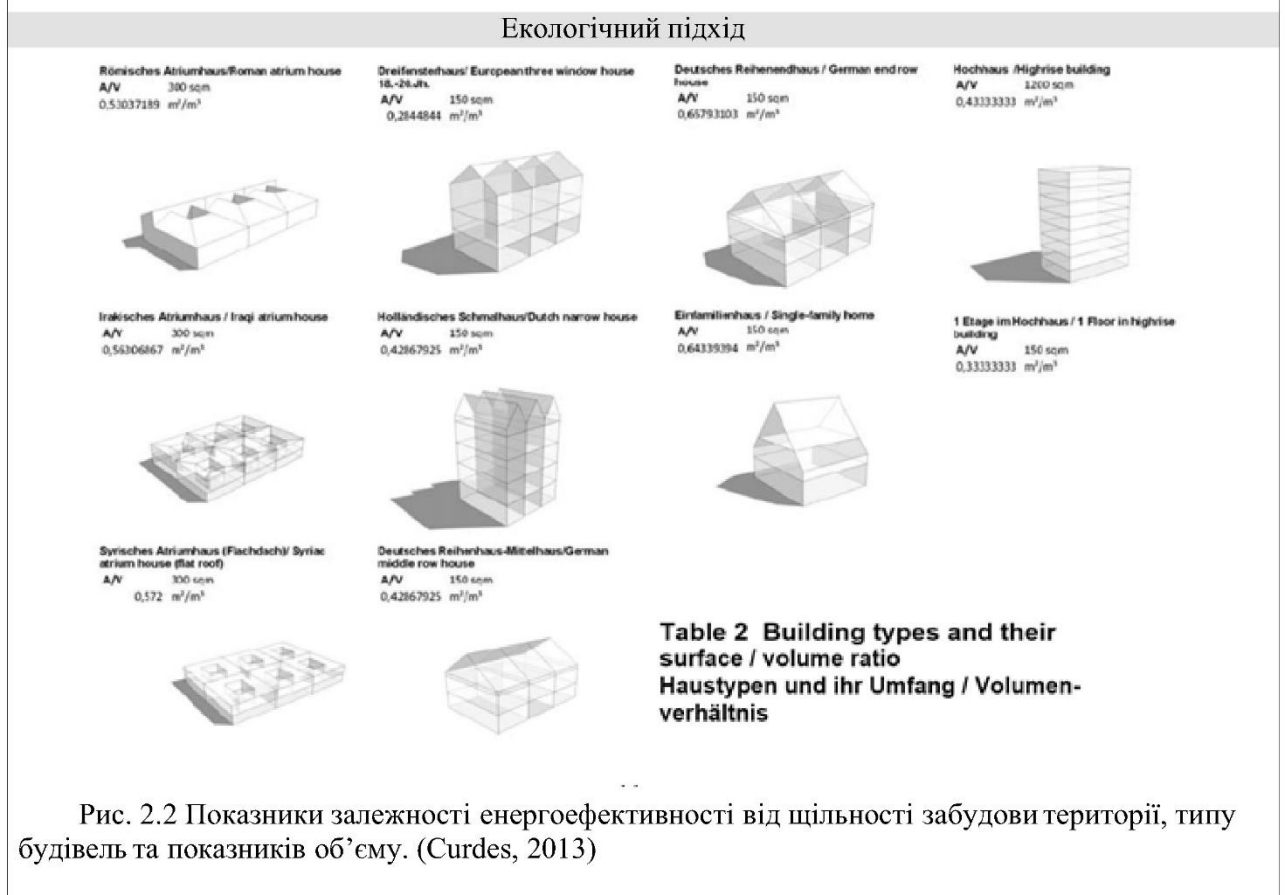 Екологічний підхід
Römisches Atriumhaus/Roman atrium house
A/V 300 sqm
0,53037189 m²/m³
Dreifensterhaus/ European three window house
18.-20.Jh.
A/V 150 sqm
0,2844844 m²/m³
Deutsches Reihenendhaus / German end row
house
A/V 150 sqm
0,65793103 m²/m³
Hochhaus /Highrise building
A/V 1200 sqm
0,43333333 m²/m³
Irakisches Atriumhaus / Iraqi atriumhouse
A/V 300 sqm
0,56306867 m²/m³
Holländisches Schmalhaus/Dutch narrow house
A/V 150 sqm
0,42867925 m²/m³
Einfamilienhaus / Single-family home
A/V 150 sqm
0,64339394 m²/m³
1 Etage im Hochhaus / 1 Floor in highrise
building
A/V 150 sqm
0,33333333 m²/m³
Syrisches Atriumhaus (Flachdach)/ Syriac
atrium house (flat roof)
A/V 300 sqm
0,572 m²/m³
Deutsches Reihenhaus-Mittelhaus/German
middle row house
A/V 150 sqm
0,42867925 m²/m³
Table 2 Building types and their
surface / volume ratio
Haustypen und ihr Umfang / Volumen-
verhältnis
Рис. 2.2 Показники залежності енергоефективності від щільності забудови території, типу
будівель та показників об’єму. (Curdes, 2013)